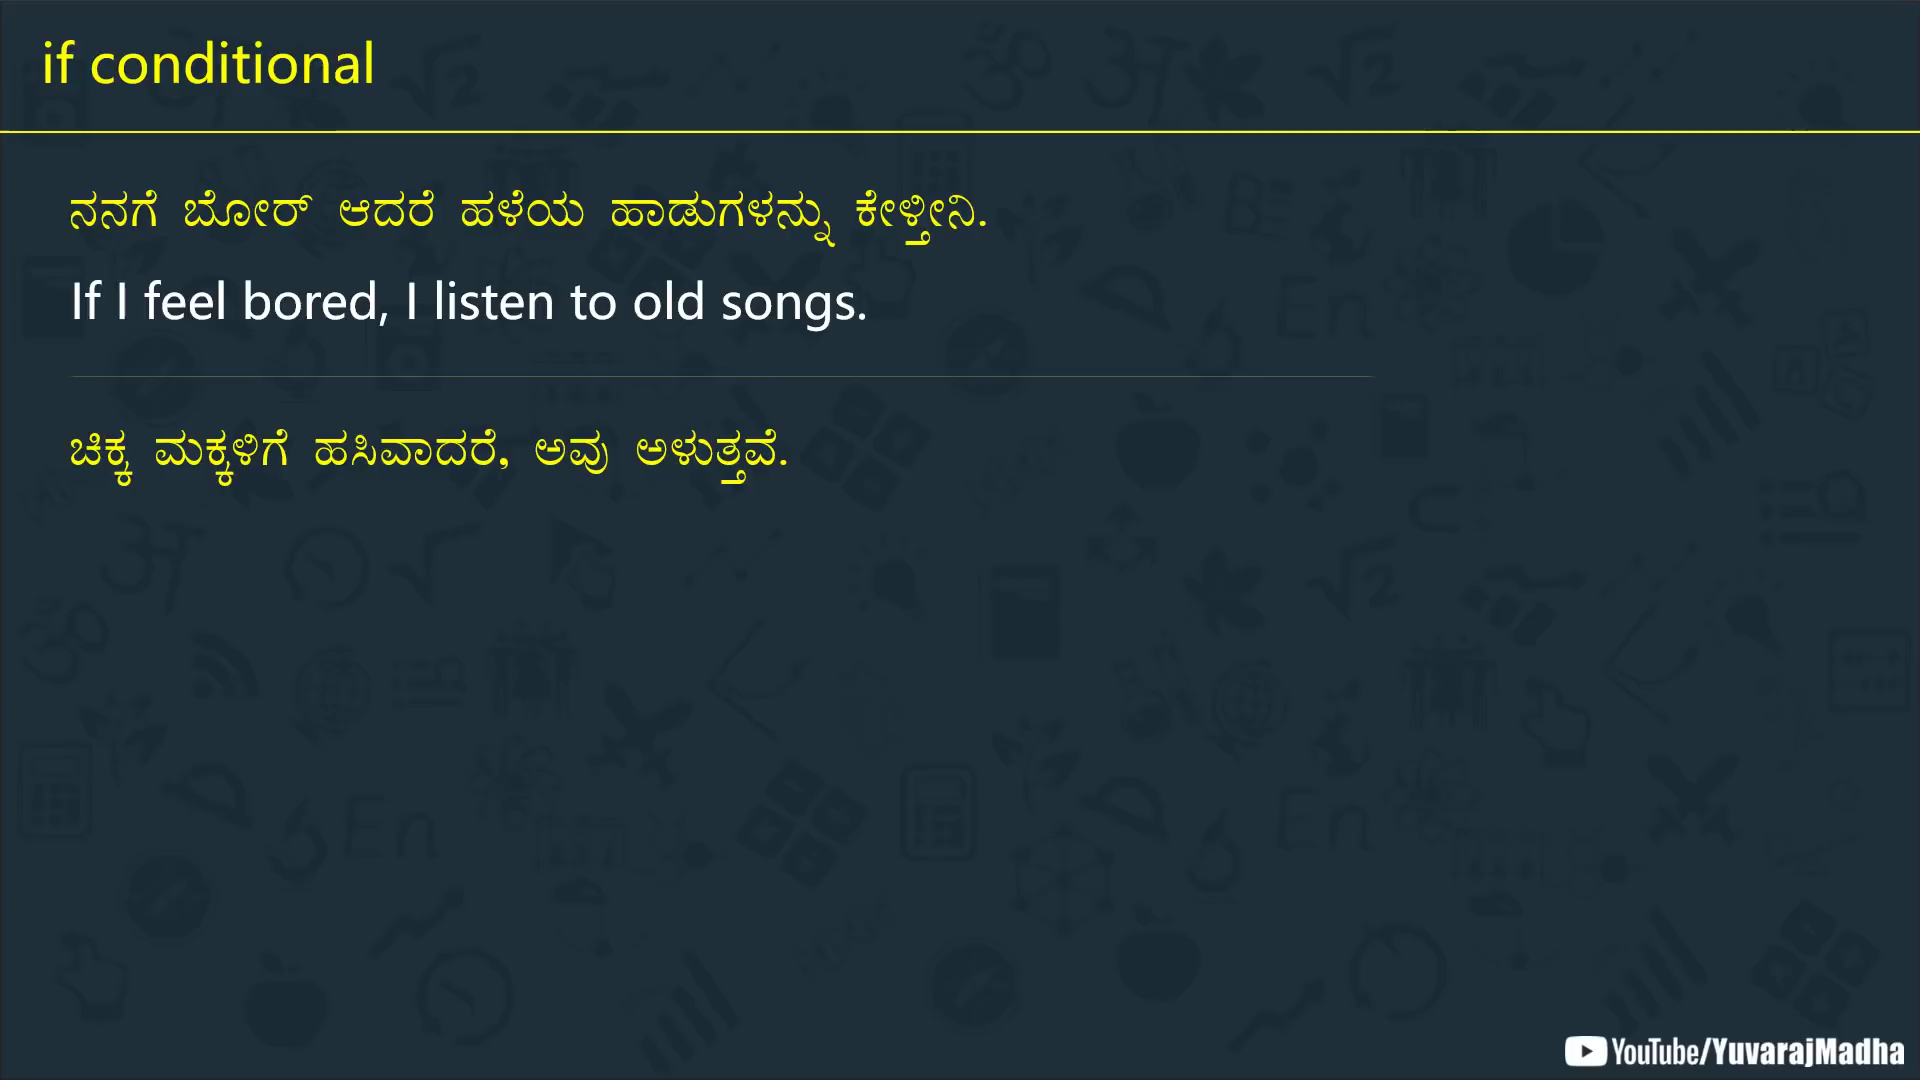 if conditional
ನನಗೆ ಬೋರ್ ಆದರೆ ಹಳೆಯ ಹಾಡುಗಳನ್ನು ಕೇಳ್ತೀನಿ.
If I feel bored, I listen to old songs.
ಚಿಕ್ಕ ಮಕ್ಕಳಿಗೆ ಹಸಿವಾದರೆ, ಅವು ಅಳುತ್ತವೆ.
YouTube/YuvarajMadha